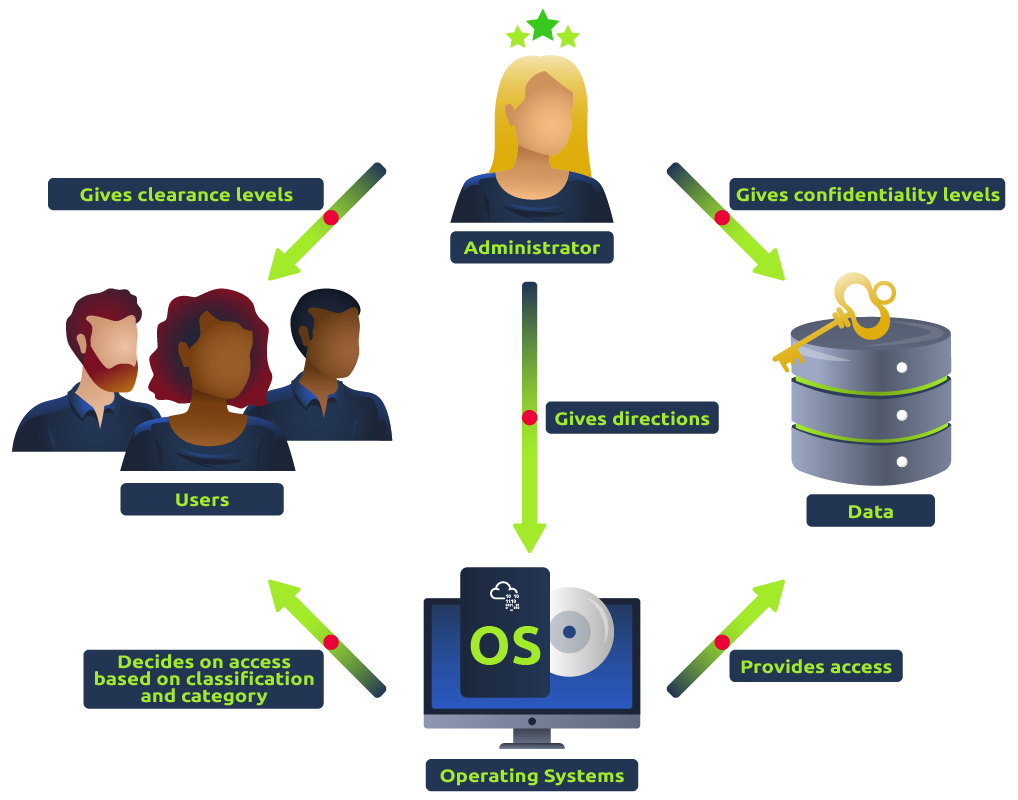 Gives clearance levels
Gives confidentiality levels
Administrator
Gives directions
Users
Data
OS
Decides on access
based on classification
and category
Provides access
Operating Systems